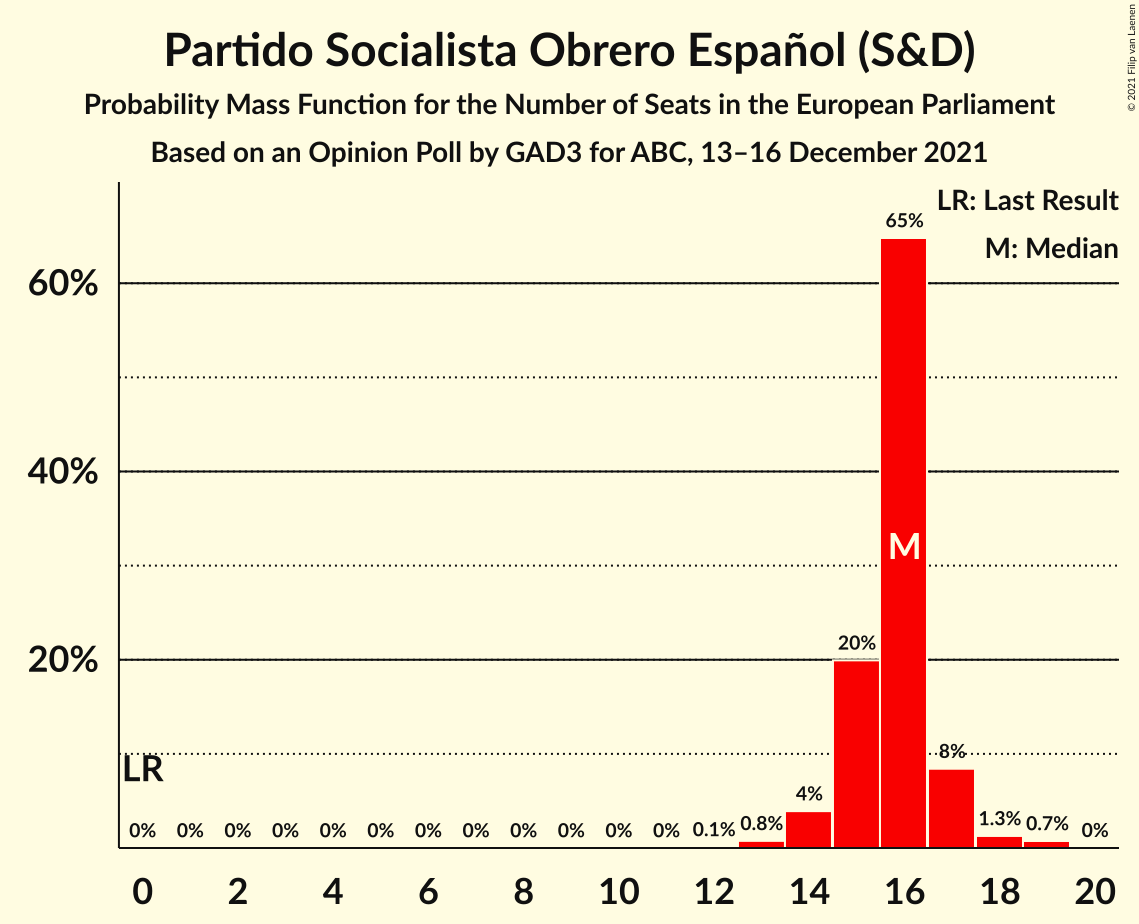 Partido Socialista Obrero Español (S&D)
Probability Mass Function for the Number of Seats in the European Parliament
Based on an Opinion Poll by GAD3 for ABC, 13–16 December 2021
© 2021 Filip van Laenen
LR: Last Result
M: Median
65%
60%
40%
M
20%
20%
8%
LR
4%
0% 0% 0% 0% 0% 0% 0% 0% 0% 0% 0% 0% 0.1% 0.8% 1.3% 0.7% 0%
0 2 4 6 8 10 12 14 16 18 20